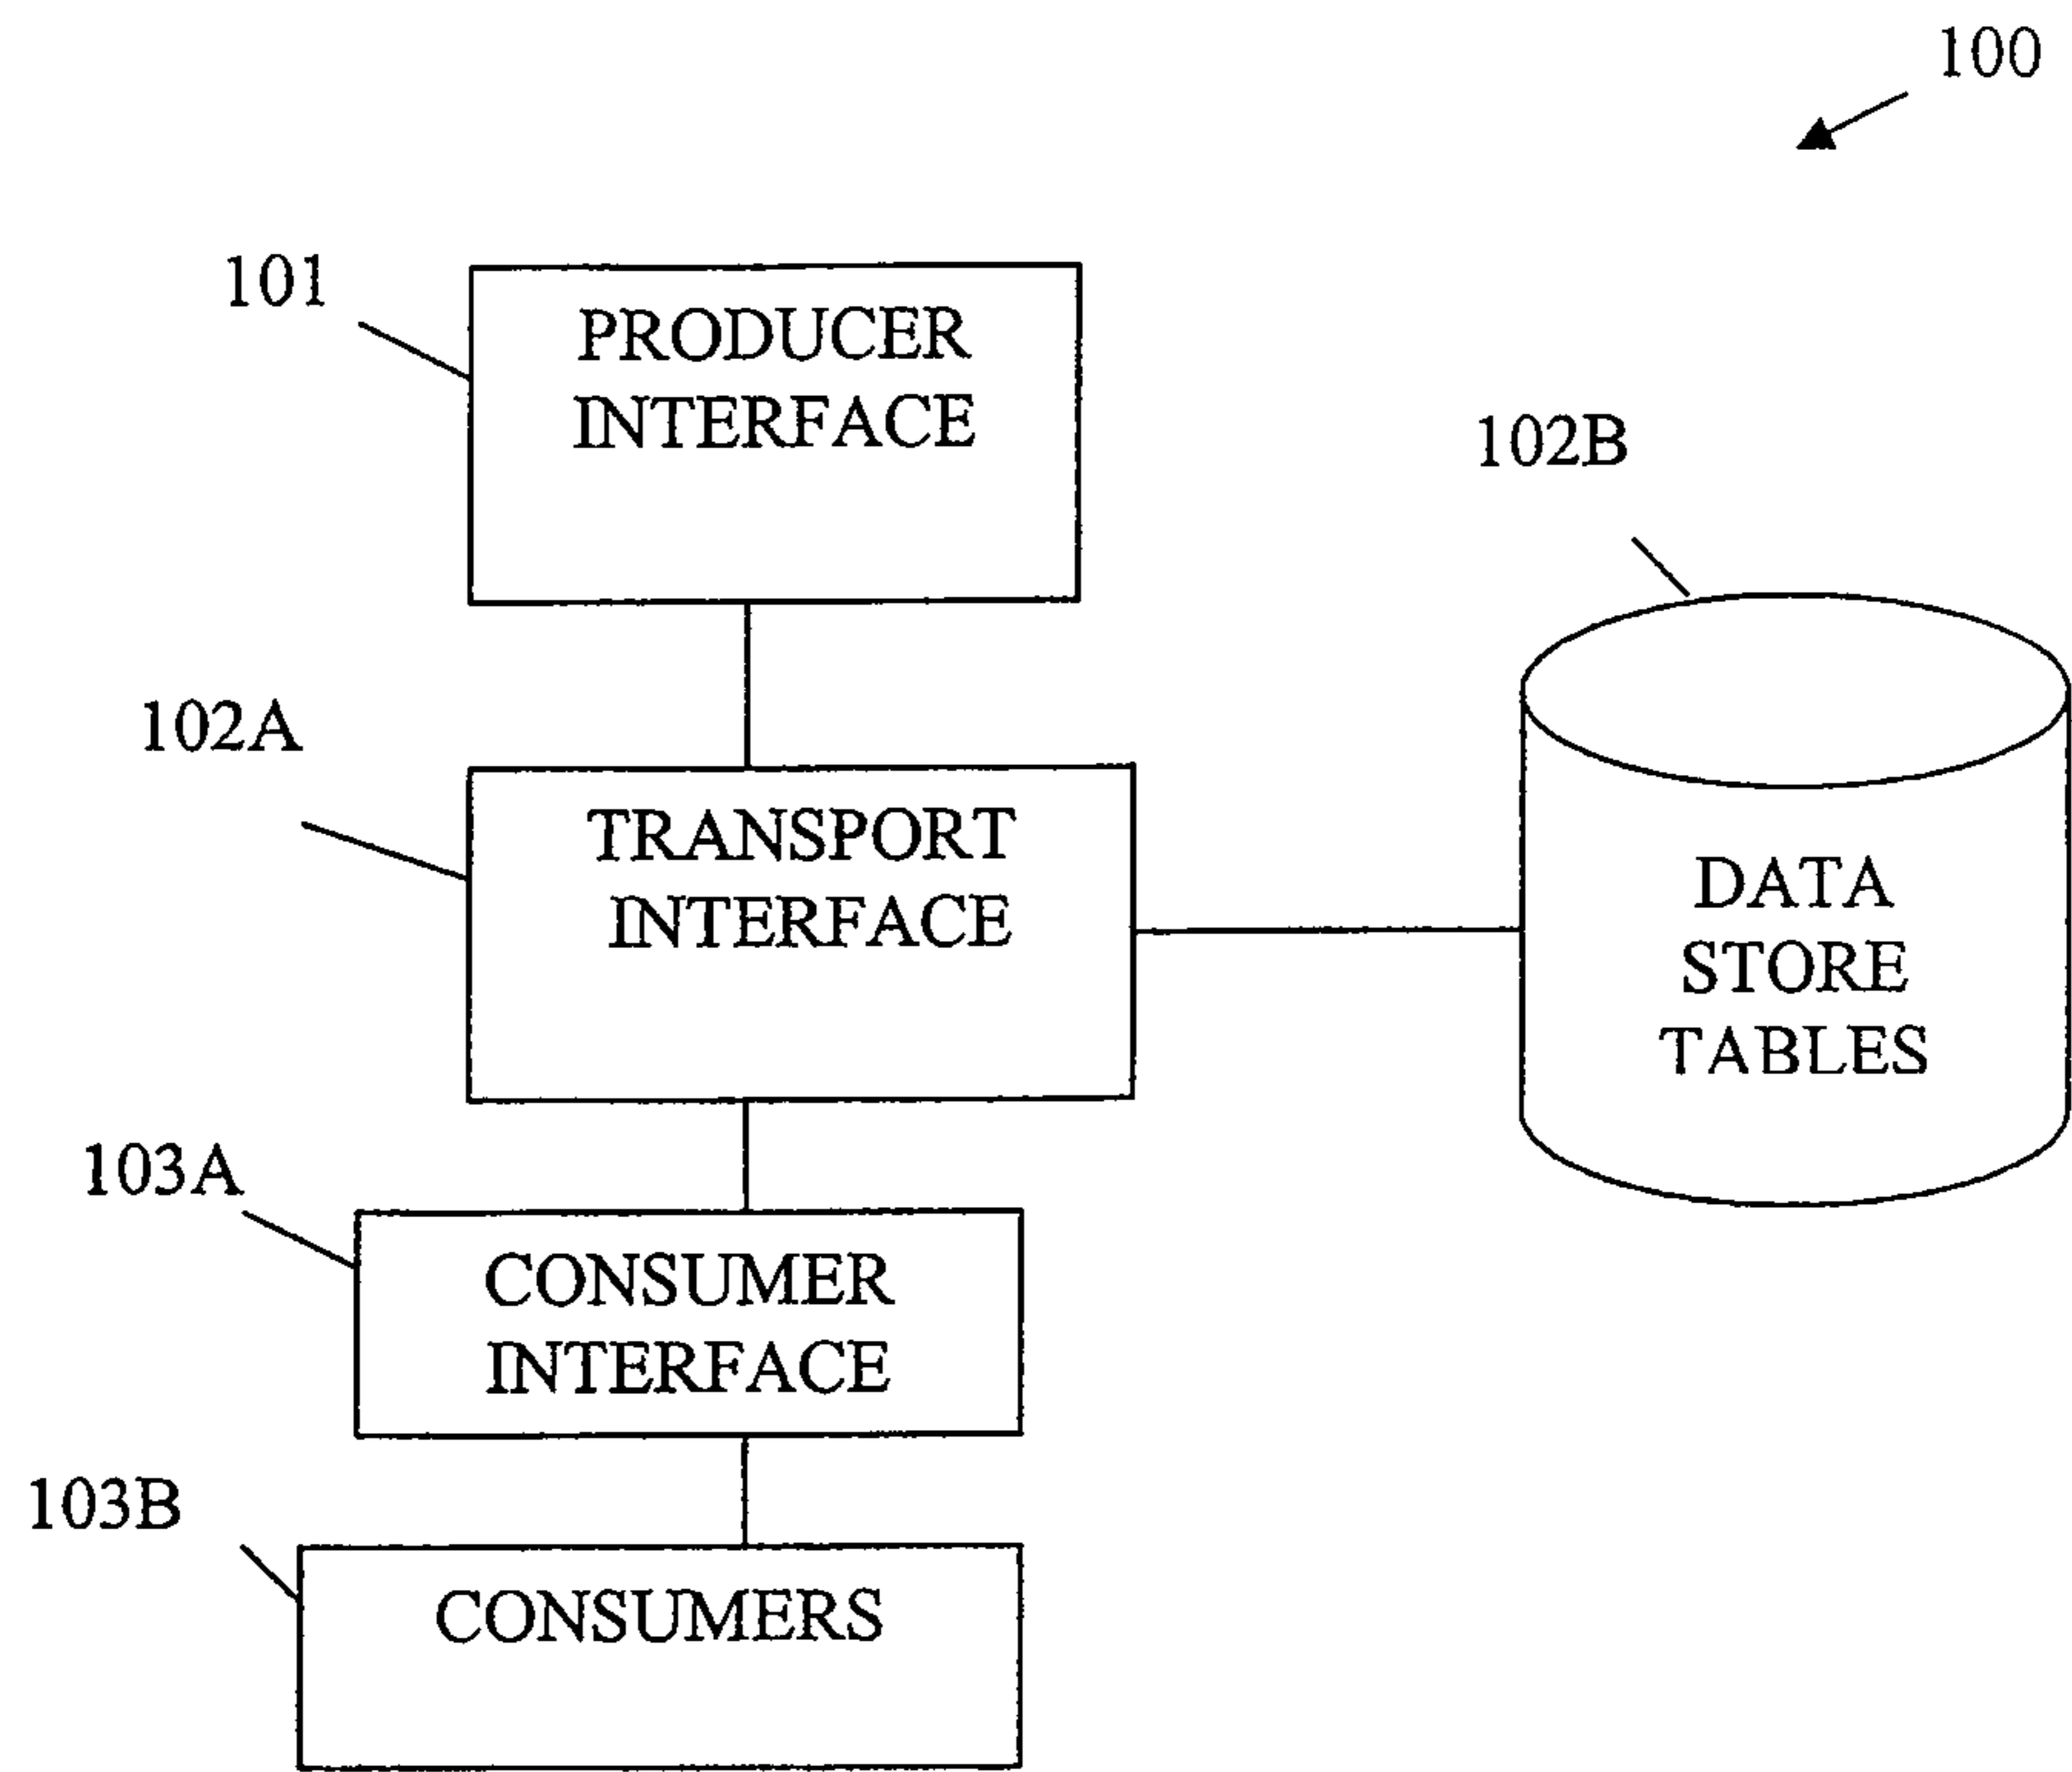 100
101
PRODUCER
INTERFACE
102B
102A
TRANSPORT
INTERFACE
DATA
STORE
TABLES
103A
CONSUMER
INTERFACE
103B
CONSUMERS